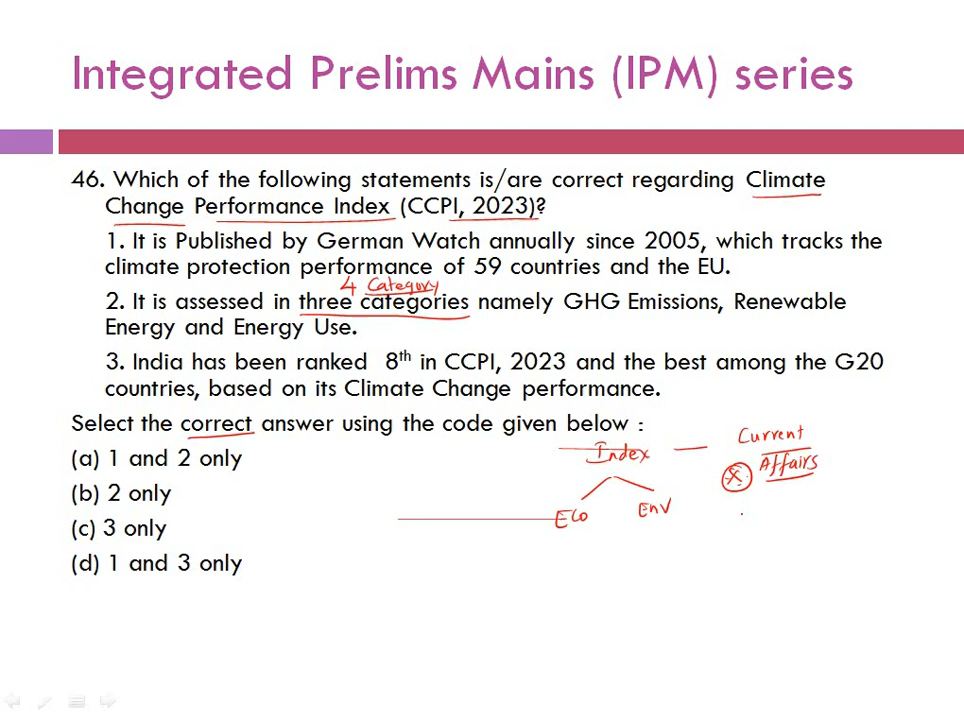 Integrated Prelims Mains (IPM) series
46. Which of the following statements is/are correct regarding Climate
Change Performance Index (CCPI, 2023)?
1. It is Published by German Watch annually since 2005, which tracks the
climate protection performance of 59 countries and the EU.
4 Category
2. It is assessed in three categories namely GHG Emissions, Renewable
Energy and Energy Use.
3. India has been ranked 8th in CCPI, 2023 and the best among the G20
countries, based on its Climate Change performance.
Select the correct answer using the code given below :
(a) 1 and 2 only
(b) 2 only
(c) 3 only
(d) 1 and 3 only
Current
Index
Affairs
Eco
Env